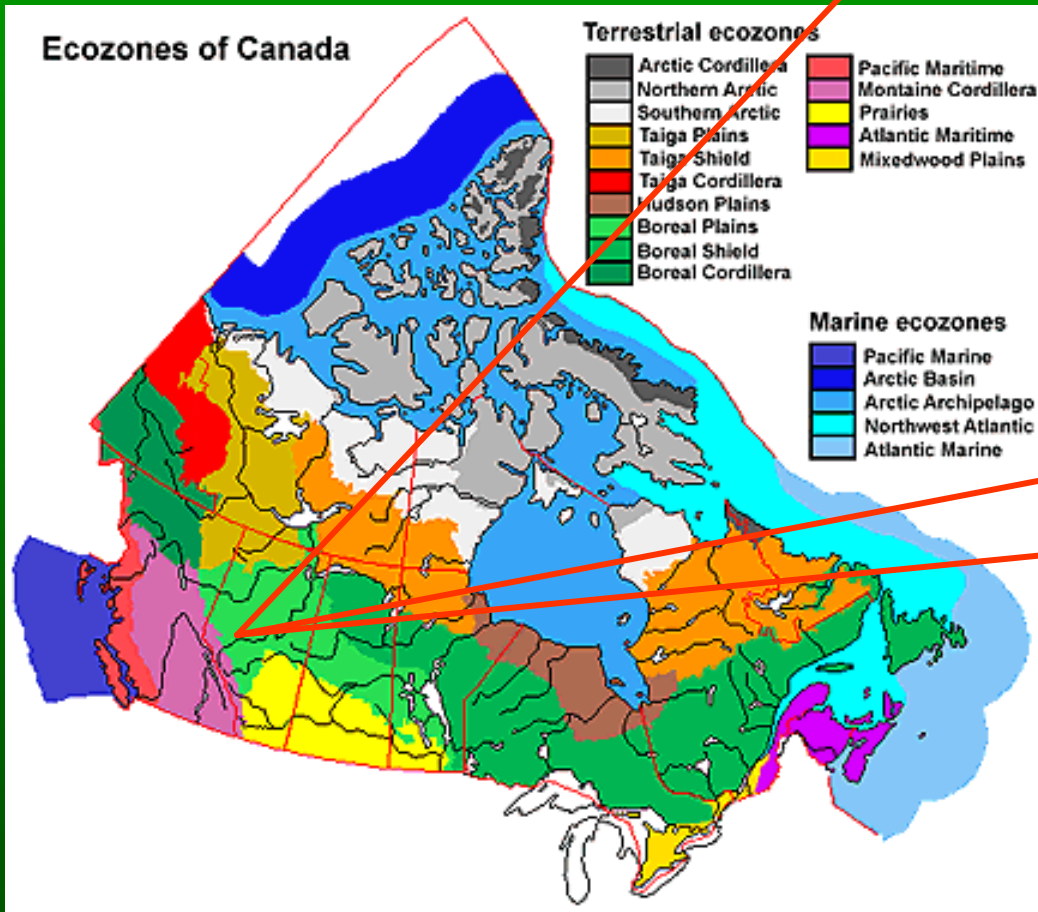 Ecozones of Canada
Terrestrial ecozones
Arctic Cordillera
Northern Arctic
Southern Arctic
Taiga Plains
Taiga Shield
Taiga Cordillera
Hudson Plains
Boreal Plains
Boreal Shield
Boreal Cordillera
Pacific Maritime
Montaine Cordillera
Prairies
Atlantic Maritime
Mixedwood Plains
Marine ecozones
Pacific Marine
Arctic Basin
Arctic Archipelago
Northwest Atlantic
Atlantic Marine